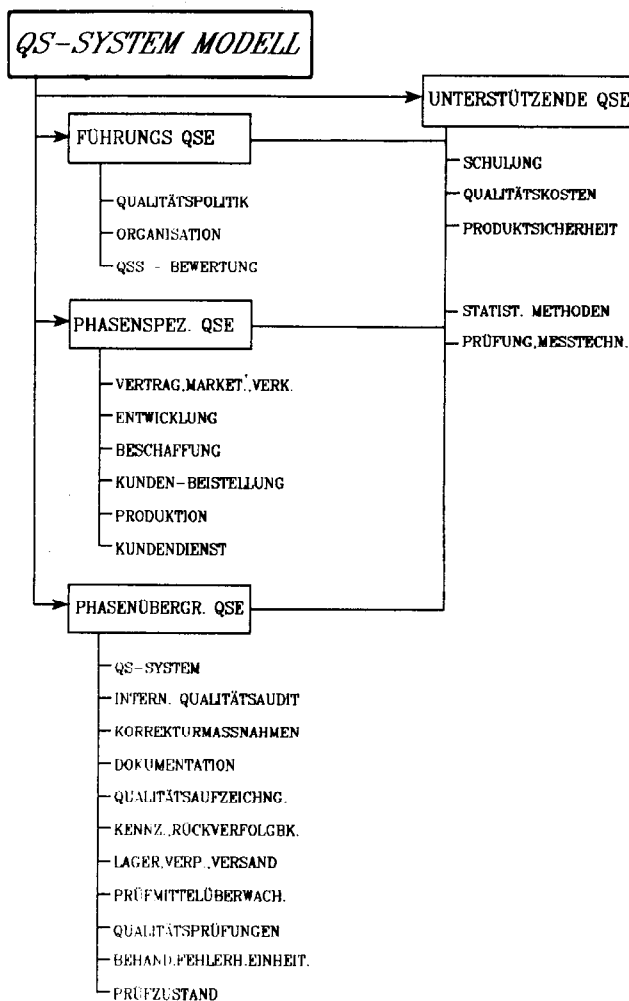 QS-SYSTEM MODELL
UNTERSTÜTZENDE QSE
SCHULUNG
QUALITÄTSKOSTEN
PRODUKTSICHERHEIT
STATIST. METHODEN
PRÜFUNG,MESSTECHN.
FÜHRUNGS QSE
QUALITÄTSPOLITIK
ORGANISATION
QSS - BEWERTUNG
PHASENSPEZ. QSE
VERTRAG,MARKET.,VERK.
ENTWICKLUNG
BESCHAFFUNG
KUNDEN-BEISTELLUNG
PRODUKTION
KUNDENDIENST
PHASENÜBERGR. QSE
QS-SYSTEM
INTERN. QUALITÄTSAUDIT
KORREKTURMASSNAHMEN
DOKUMENTATION
QUALITÄTSAUFZEICHNG.
KENNZ.,RÜCKVERFOLGBK.
LAGER,VERP.,VERSAND
PRÜFMITTELÜBERWACH.
QUALITÄTSPRÜFUNGEN
BEHAND.FEHLERH.EINHEIT.
PRÜFZUSTAND